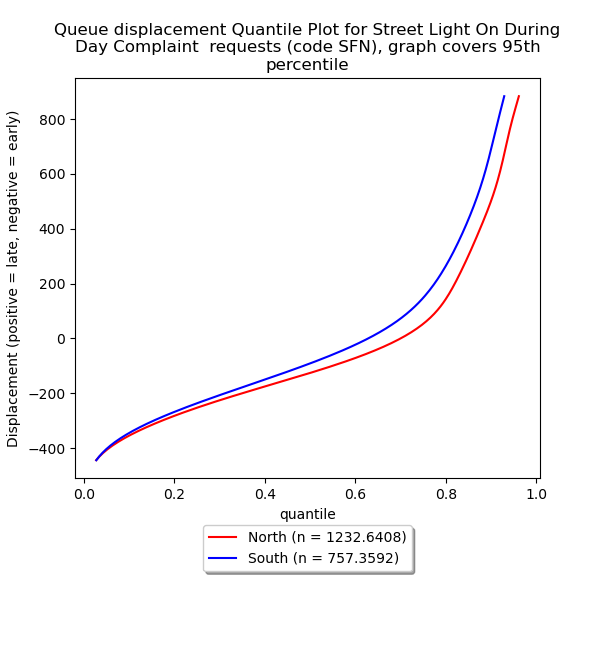 Queue displacement Quantile Plot for Street Light On During
Day Complaint  requests (code SFN), graph covers 95th
percentile
Displacement (positive = late, negative = early)
800
600
400
200
0
−200
−400
0.0 0.2 0.4 0.6 0.8 1.0
quantile
North (n = 1232.6408)
South (n = 757.3592)